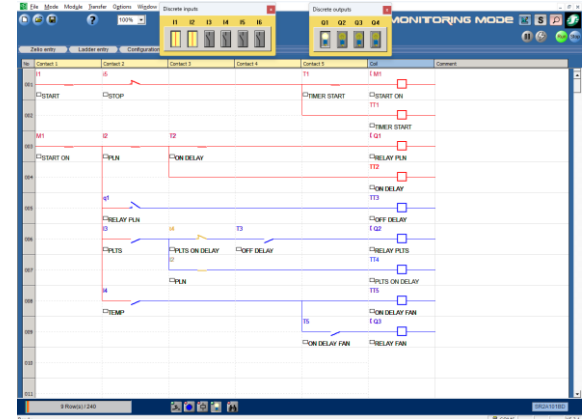 File Mode Module Transfer Options Window
Discrete inputs
Discrete outputs
100%
I1 I2 I3 I4 I5 I6
Q1 Q2 Q3 Q4
MONITORING MODE
Zelio entry Ladder entry Configuration
No Contact 1 Contact 2 Contact 3 Contact 4 Contact 5 Coil Comment
I1 i5 T1 [ M1
001
START STOP TIMER START START ON
TT1
002
TIMER START
M1 I2 T2 [ Q1
003
START ON PLN ON DELAY RELAY PLN
TT2
004
ON DELAY
q1 TT3
005
RELAY PLN OFF DELAY
I3 T3 [ Q2
006
PLTS PLTS ON DELAY OFF DELAY RELAY PLTS
TT4
007
PLN PLTS ON DELAY
I4 TT5
008
TEMP ON DELAY FAN
T5 [ Q3
009
ON DELAY FAN RELAY FAN
010
011
9 Row(s) / 240